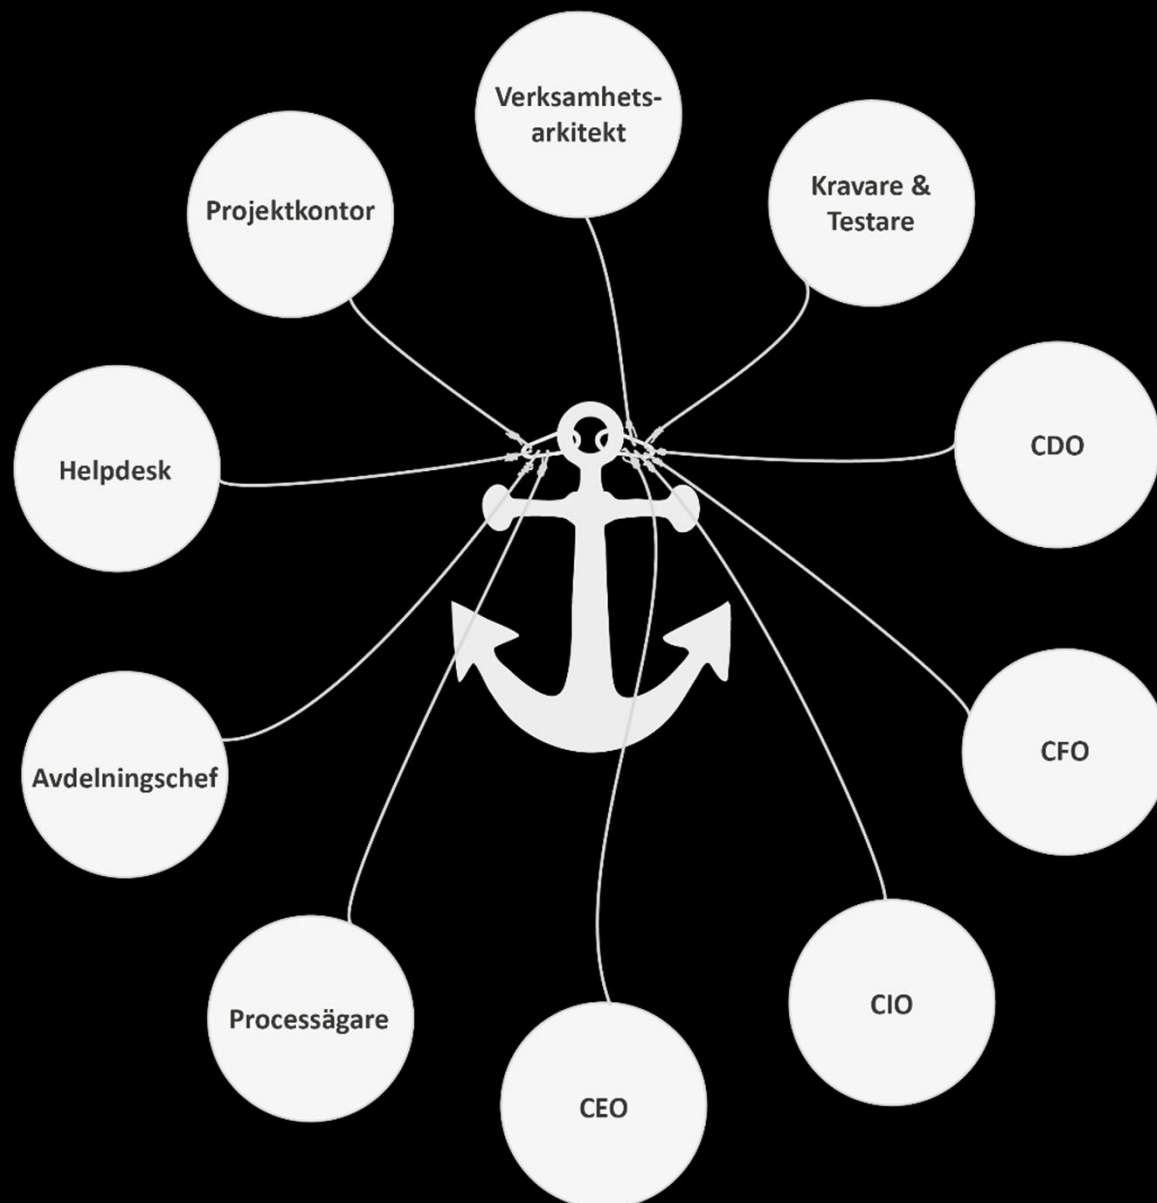 Verksamhets-
arkitekt
Kravare &
Testare
Projektkontor
CDO
Helpdesk
CFO
Avdelningschef
CIO
Processägare
CEO